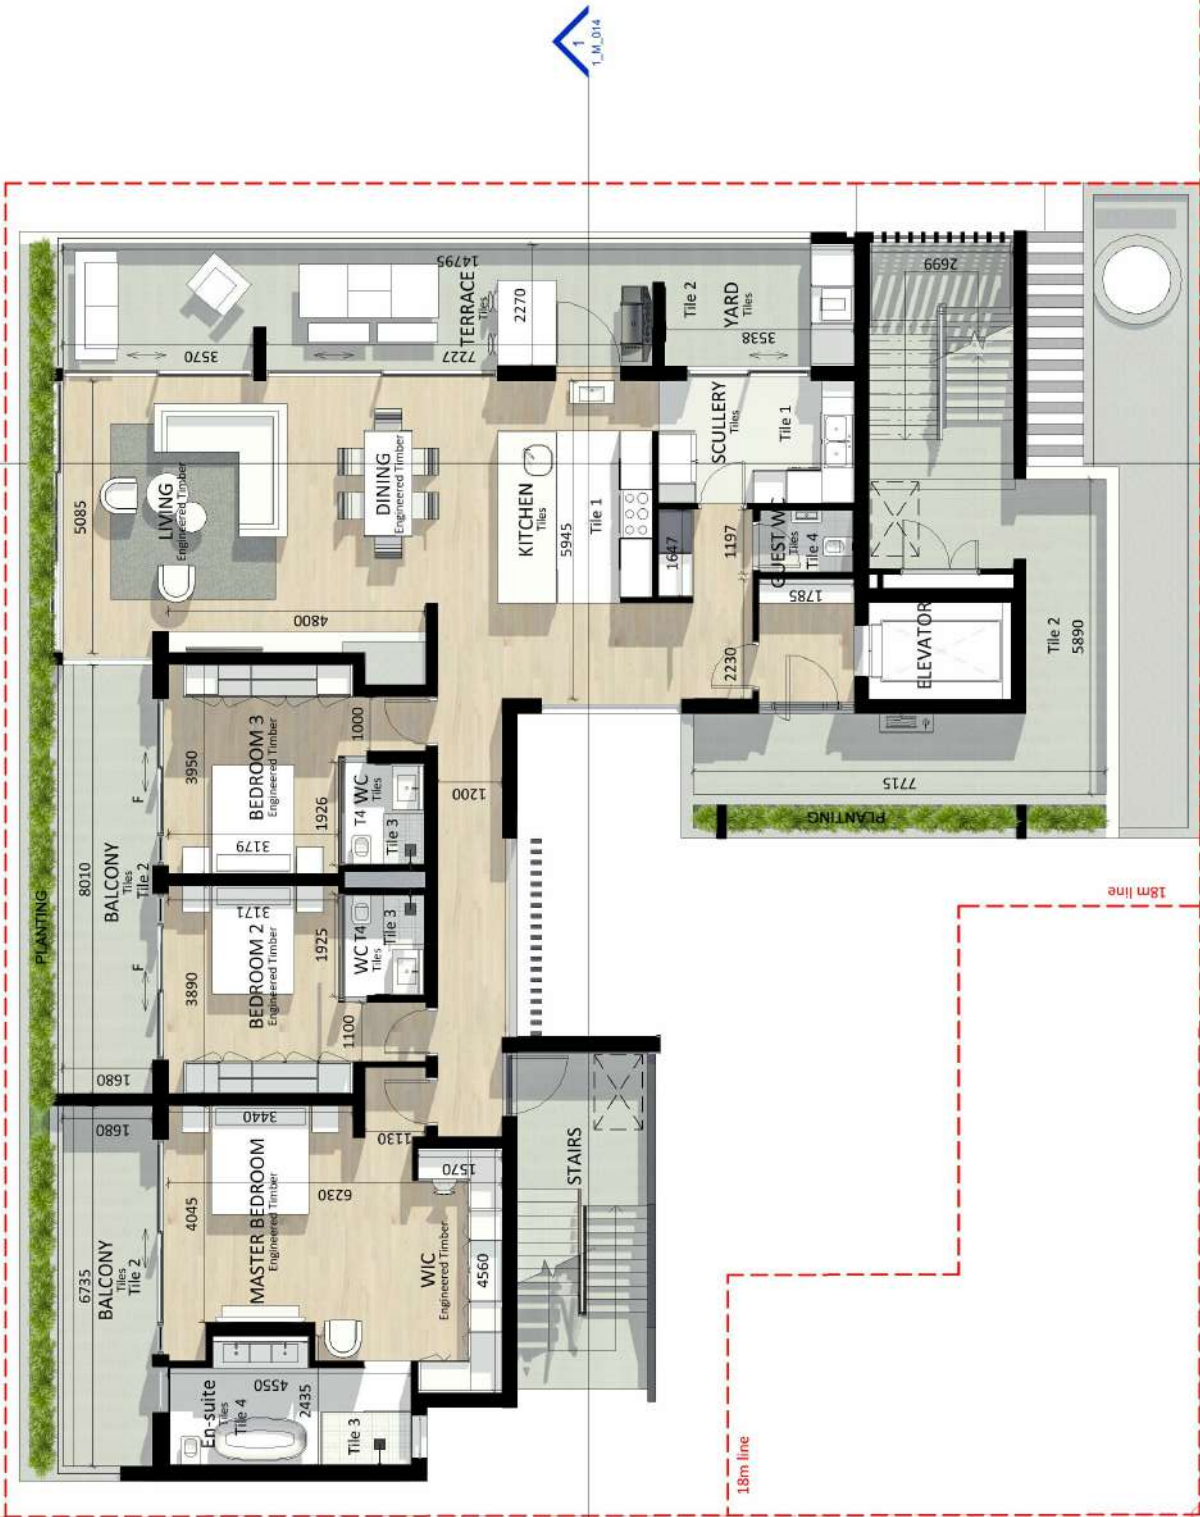 1
1_M_014
14795
TERRACE
Tiles
2270
7227
3570
Tile 2
YARD
Tiles
3538
2699
5085
LIVING
Engineered Timber
DINING
Engineered Timber
KITCHEN
Tiles
5945
Tile 1
SCULLERY
Tiles
Tile 1
1647
1197
GUEST WC
Tiles
Tile 4
1785
2230
ELEVATOR
Tile 2
5890
4800
7715
PLANTING
18m line
PLANTING
8010
BALCONY
Tiles
Tile 2
F
F
1680
3950
BEDROOM 3
Engineered Timber
3179
1000
1926
T4 WC
Tiles
Tile 3
1200
3171
3890
BEDROOM 2
Engineered Timber
1925
WC T4
Tiles
Tile 3
1100
1680
6735
BALCONY
Tiles
Tile 2
3440
4045
MASTER BEDROOM
Engineered Timber
6230
1130
1570
WIC
Engineered Timber
4560
STAIRS
En-suite
Tiles
Tile 4
4550
2435
Tile 3
18m line